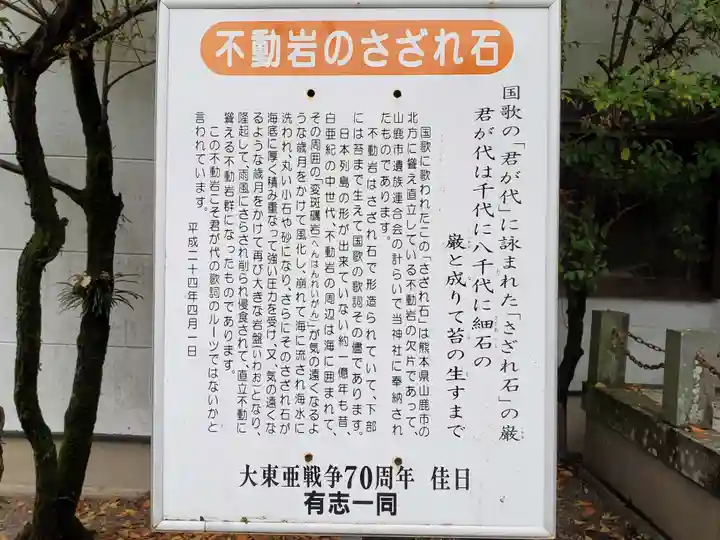 不動岩のさざれ石
国歌の「君が代」に詠まれた「さざれ石」の巌
君が代は千代に八千代に細石の
巌と成りて苔の生すまで
国歌に歌われたこの「さざれ石」は熊本県山鹿市の
北方に聳え直立している不動岩の欠片であって、
山鹿市遺族連合会の計らいで当神社に奉納され
たものであります。
不動岩はさざれ石で形造られていて、下部
には苔まで生えて国歌の歌詞その儘であります。
日本列島の形が出来ていない約一億年も昔、
白亜紀の中世代、不動岩の周辺は海に囲まれて、
その周囲の「変斑礪岩(へんはんれいがん)」が気の遠くなるよ
うな歳月をかけて風化し、崩れて海に流され海水に
洗われ、丸い小石や砂になり、さらにそのさざれ石が
海底に厚く積み重なって強い圧力を受け、又、気の遠くな
るような歳月をかけて再び大きな岩盤(いわお)となり、
隆起して、雨風にさらされ削られ侵食されて、直立不動に
聳える不動岩群になったものであります。
この不動岩こそ君が代の歌詞のルーツではないかと
言われています。
平成二十四年四月一日
大東亜戦争70周年 佳日
有志一同